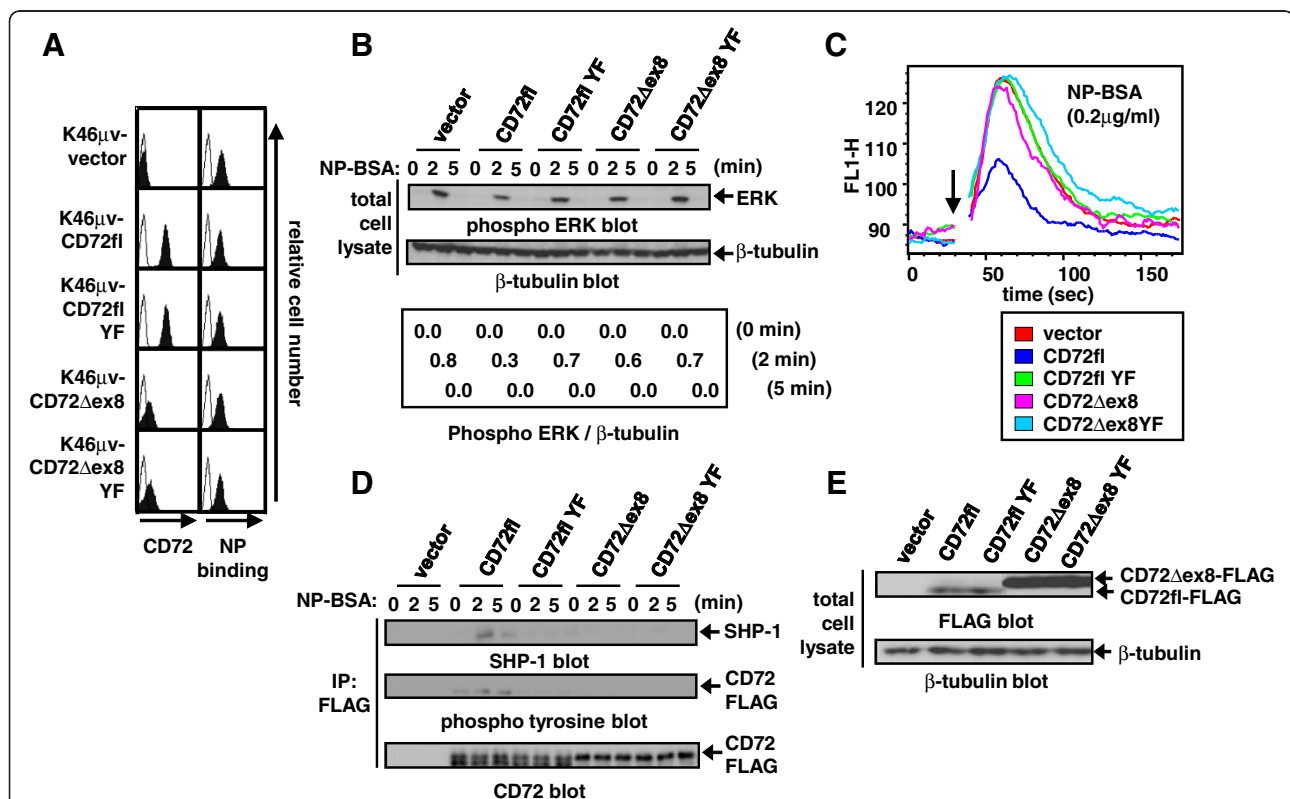 A
K46μv-
vector
K46μv-
CD72fl
K46μv-
CD72fl
YF
K46μv-
CD72Δex8
K46μv-
CD72Δex8
YF
relative cell number
CD72
NP
binding
B
vector
CD72fl
CD72fl YF
CD72Δex8
CD72Δex8 YF
NP-BSA: 0 2 5 0 2 5 0 2 5 0 2 5 0 2 5 (min)
total
cell
lysate
ERK
phospho ERK blot
β-tubulin
β-tubulin blot
0.0 0.0 0.0 0.0 0.0 (0 min)
0.8 0.3 0.7 0.6 0.7 (2 min)
0.0 0.0 0.0 0.0 0.0 (5 min)
Phospho ERK / β-tubulin
C
NP-BSA
(0.2μg/ml)
FL1-H
120
100
100
90
0 50 100 150
time (sec)
vector
CD72fl
CD72fl YF
CD72Δex8
CD72Δex8YF
D
vector
CD72fl
CD72fl YF
CD72Δex8
CD72Δex8 YF
NP-BSA: 0 2 5 0 2 5 0 2 5 0 2 5 0 2 5 (min)
IP:
FLAG
SHP-1
SHP-1 blot
CD72
FLAG
phospho tyrosine blot
CD72
FLAG
CD72 blot
E
vector
CD72fl
CD72fl YF
CD72Δex8
CD72Δex8 YF
total
cell
lysate
CD72Δex8-FLAG
CD72fl-FLAG
FLAG blot
β-tubulin
β-tubulin blot